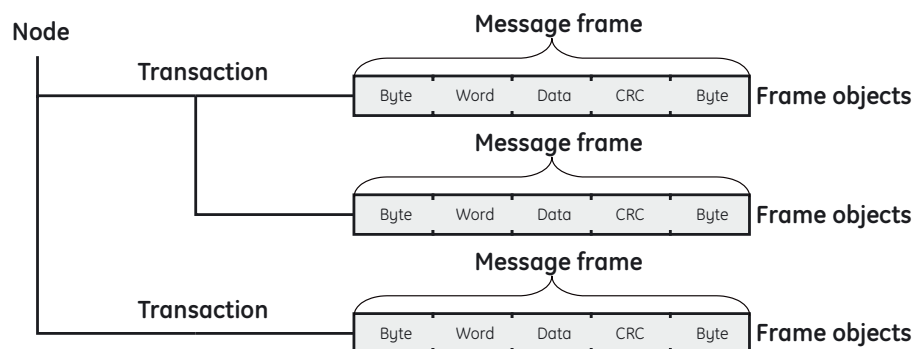 Message frame
Node
Transaction
Byte Word Data CRC Byte Frame objects
Message frame
Byte Word Data CRC Byte Frame objects
Message frame
Transaction
Byte Word Data CRC Byte Frame objects